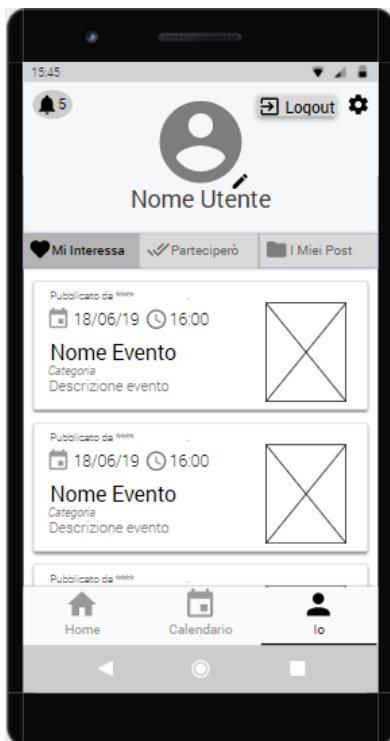 15:45
5
Logout
Nome Utente
Mi Interessa
Parteciperò
I Miei Post
Pubblicato da ****
18/06/19 16:00
Nome Evento
Categoria
Descrizione evento
Pubblicato da ****
18/06/19 16:00
Nome Evento
Categoria
Descrizione evento
Pubblicato da ****
Home
Calendario
Io